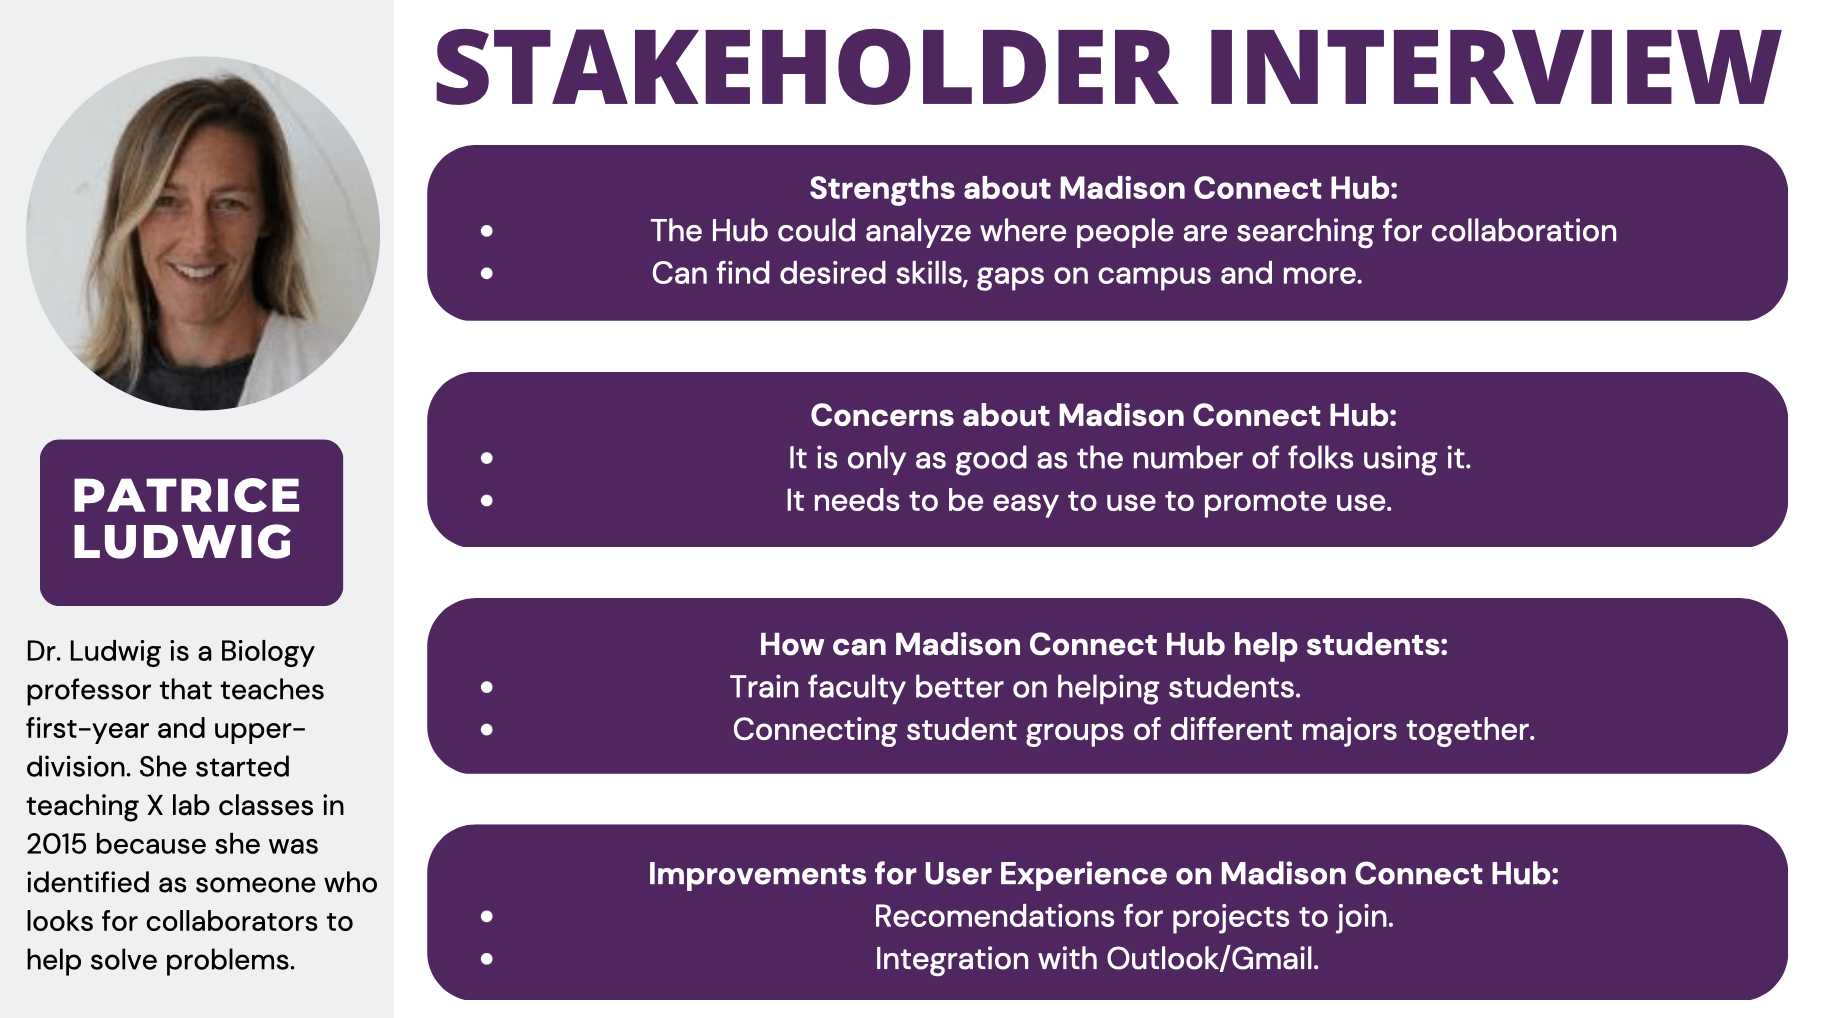 STAKEHOLDER INTERVIEW
PATRICE
LUDWIG
Dr. Ludwig is a Biology
professor that teaches
first-year and upper-
division. She started
teaching X lab classes in
2015 because she was
identified as someone who
looks for collaborators to
help solve problems.
Strengths about Madison Connect Hub:
• The Hub could analyze where people are searching for collaboration
• Can find desired skills, gaps on campus and more.
Concerns about Madison Connect Hub:
• It is only as good as the number of folks using it.
• It needs to be easy to use to promote use.
How can Madison Connect Hub help students:
• Train faculty better on helping students.
• Connecting student groups of different majors together.
Improvements for User Experience on Madison Connect Hub:
• Recomendations for projects to join.
• Integration with Outlook/Gmail.